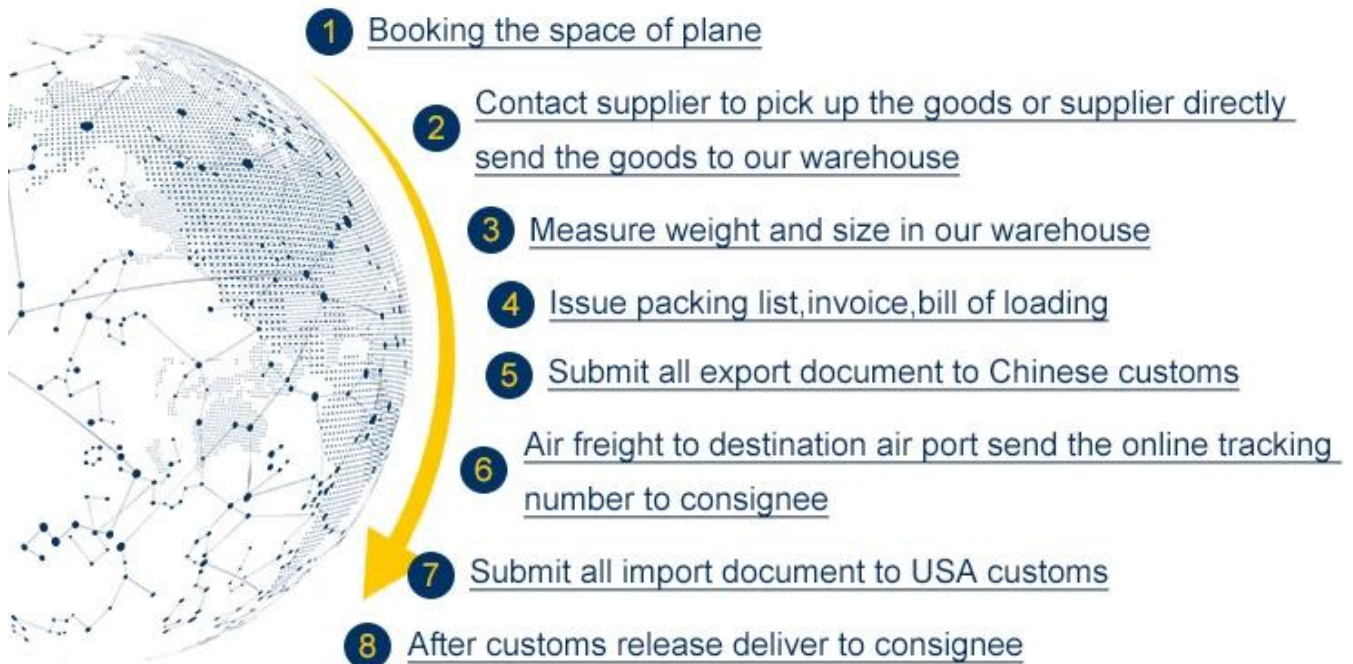 1 Booking the space of plane
2 Contact supplier to pick up the goods or supplier directly
send the goods to our warehouse
3 Measure weight and size in our warehouse
4 Issue packing list,invoice,bill of loading
5 Submit all export document to Chinese customs
6 Air freight to destination air port send the online tracking
number to consignee
7 Submit all import document to USA customs
8 After customs release deliver to consignee